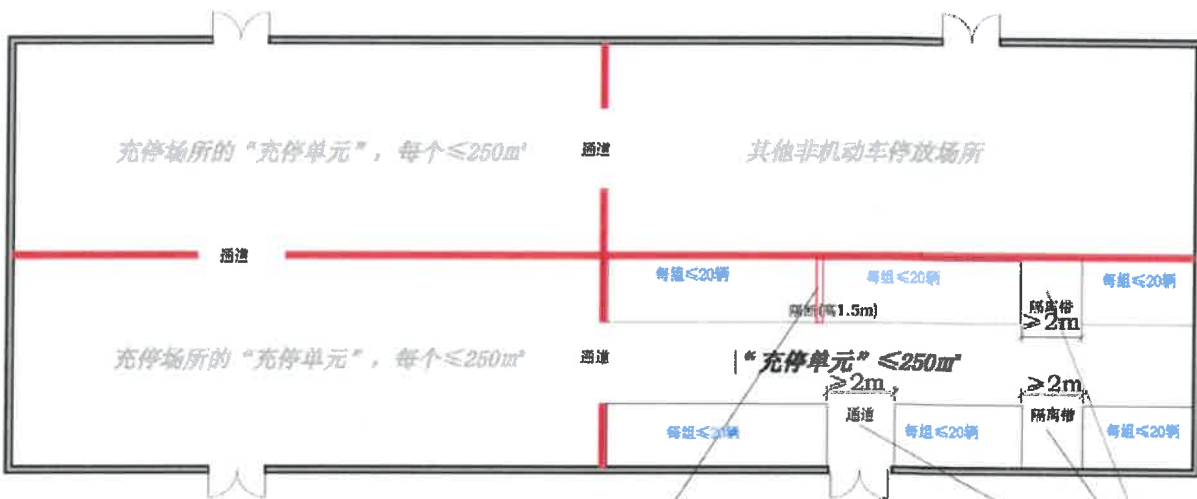 充停场所的“充停单元”，每个≤250㎡
通道
其他非机动车停放场所
通道
每组≤20辆
每组≤20辆
每组≤20辆
隔断(高1.5m)
隔离带
≥2m
充停场所的“充停单元”，每个≤250㎡
通道
“充停单元”≤250㎡
≥2m
≥2m
每组≤20辆
通道
每组≤20辆
隔离带
每组≤20辆